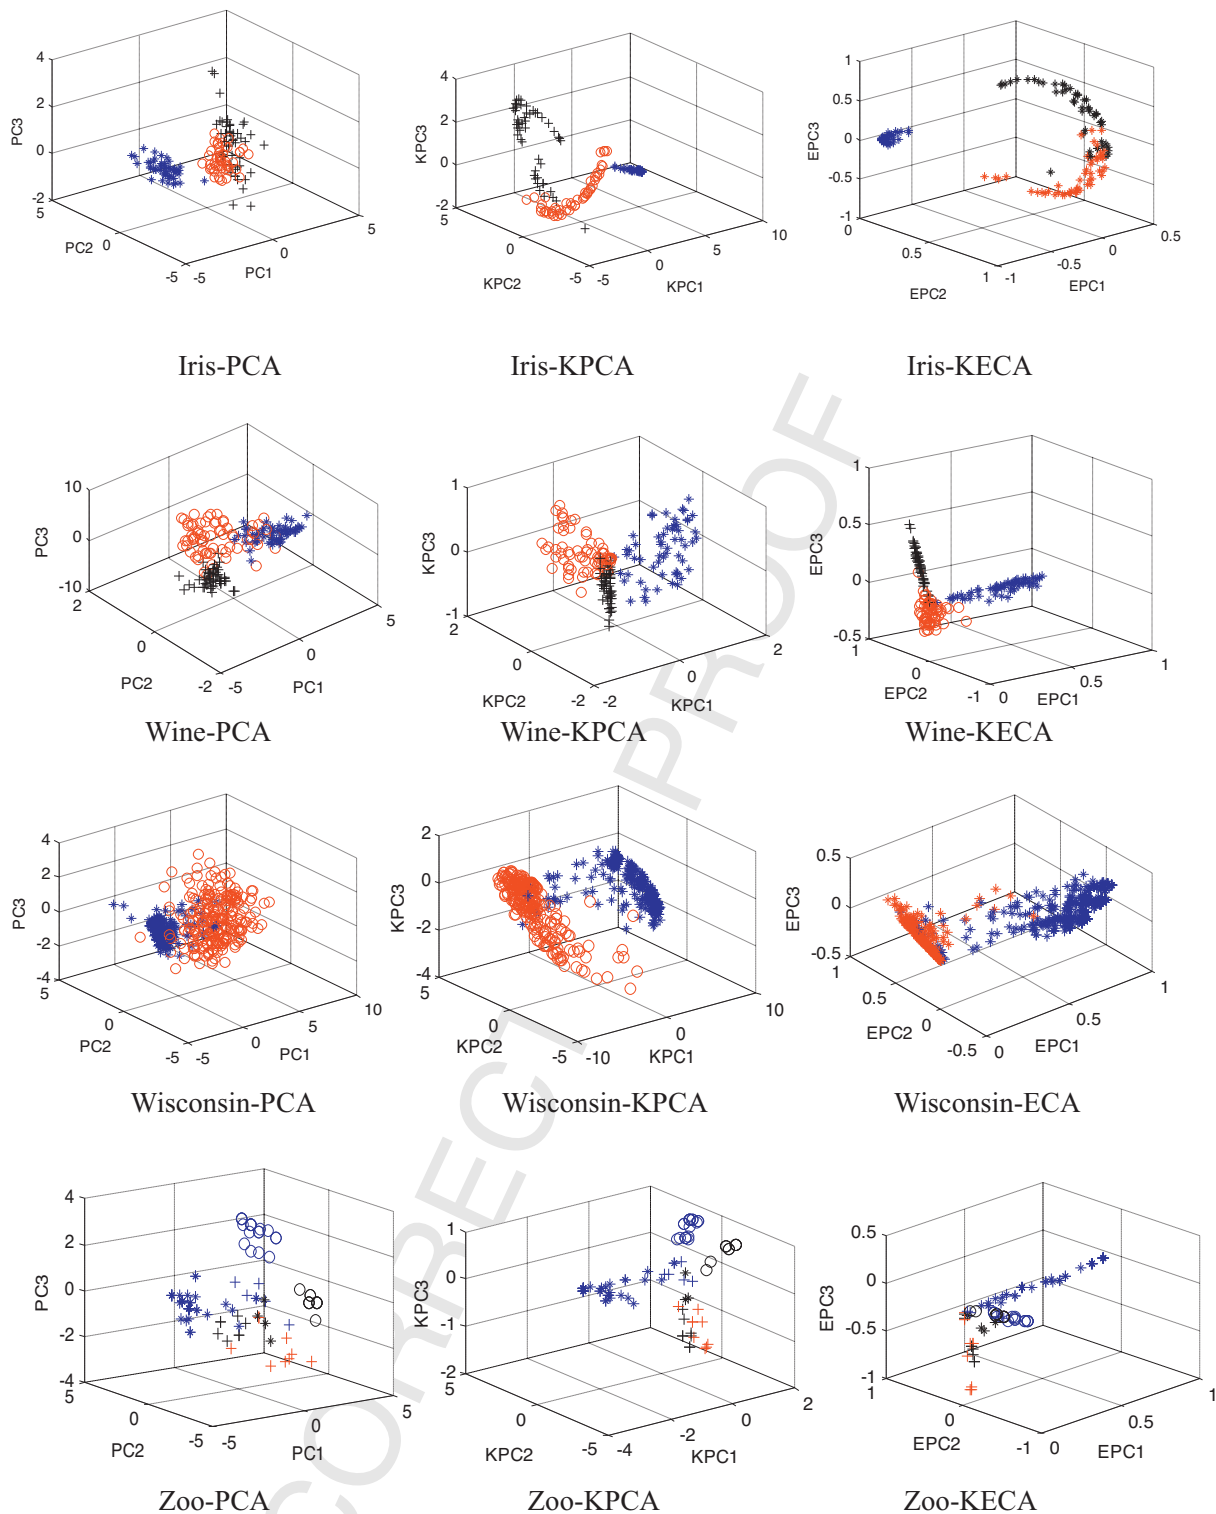 4
2
0
-2
5
0
-5
-5
0
5
PC3
PC2
PC1
4
2
0
-2
5
0
-5
-5
0
5
10
KPC3
KPC2
KPC1
1
0.5
0
-0.5
-1
0
0.5
1
-1
-0.5
0
0.5
EPC3
EPC2
EPC1
Iris-PCA
Iris-KPCA
Iris-KECA
10
0
-10
2
0
-2
-5
0
5
PC3
PC2
PC1
1
0
-1
2
0
-2
-2
0
2
KPC3
KPC2
KPC1
1
0.5
0
-0.5
1
0
-1
0
0.5
1
EPC3
EPC2
EPC1
Wine-PCA
Wine-KPCA
Wine-KECA
4
2
0
-2
-4
5
0
-5
-5
0
5
10
PC3
PC2
PC1
2
0
-2
-4
5
0
-5
-10
0
10
KPC3
KPC2
KPC1
0.5
0
-0.5
1
0.5
0
-0.5
0
0.5
1
EPC3
EPC2
EPC1
Wisconsin-PCA
Wisconsin-KPCA
Wisconsin-ECA
4
2
0
-2
-4
5
0
-5
-5
0
5
PC3
PC2
PC1
1
0
-1
-2
5
0
-5
-4
-2
0
2
KPC3
KPC2
KPC1
0.5
0
-0.5
-1
1
0
-1
0
0.5
1
EPC3
EPC2
EPC1
Zoo-PCA
Zoo-KPCA
Zoo-KECA
CORRECT PROOF